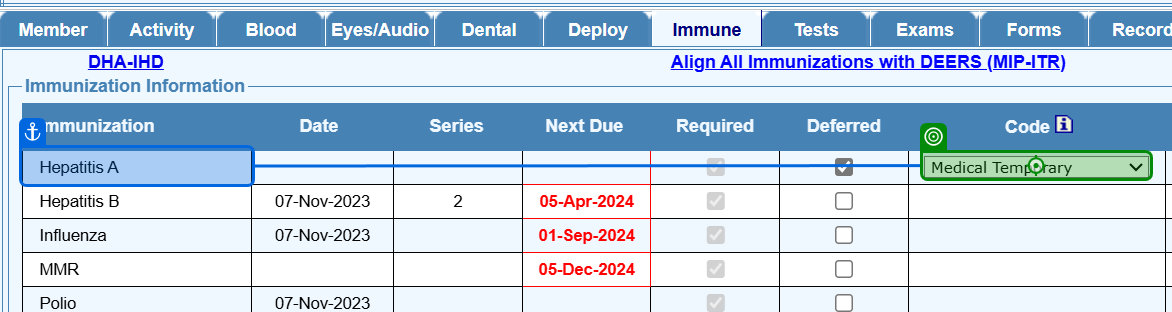 Member Activity Blood Eyes/Audio Dental Deploy Immune Tests Exams Forms Record
DHA-IHD Align All Immunizations with DEERS (MIP-ITR)
Immunization Information
mmunization Date Series Next Due Required Deferred Code
Hepatitis A Medical Temporary
Hepatitis B 07-Nov-2023 2 05-Apr-2024
Influenza 07-Nov-2023 01-Sep-2024
MMR 05-Dec-2024
Polio 07-Nov-2023